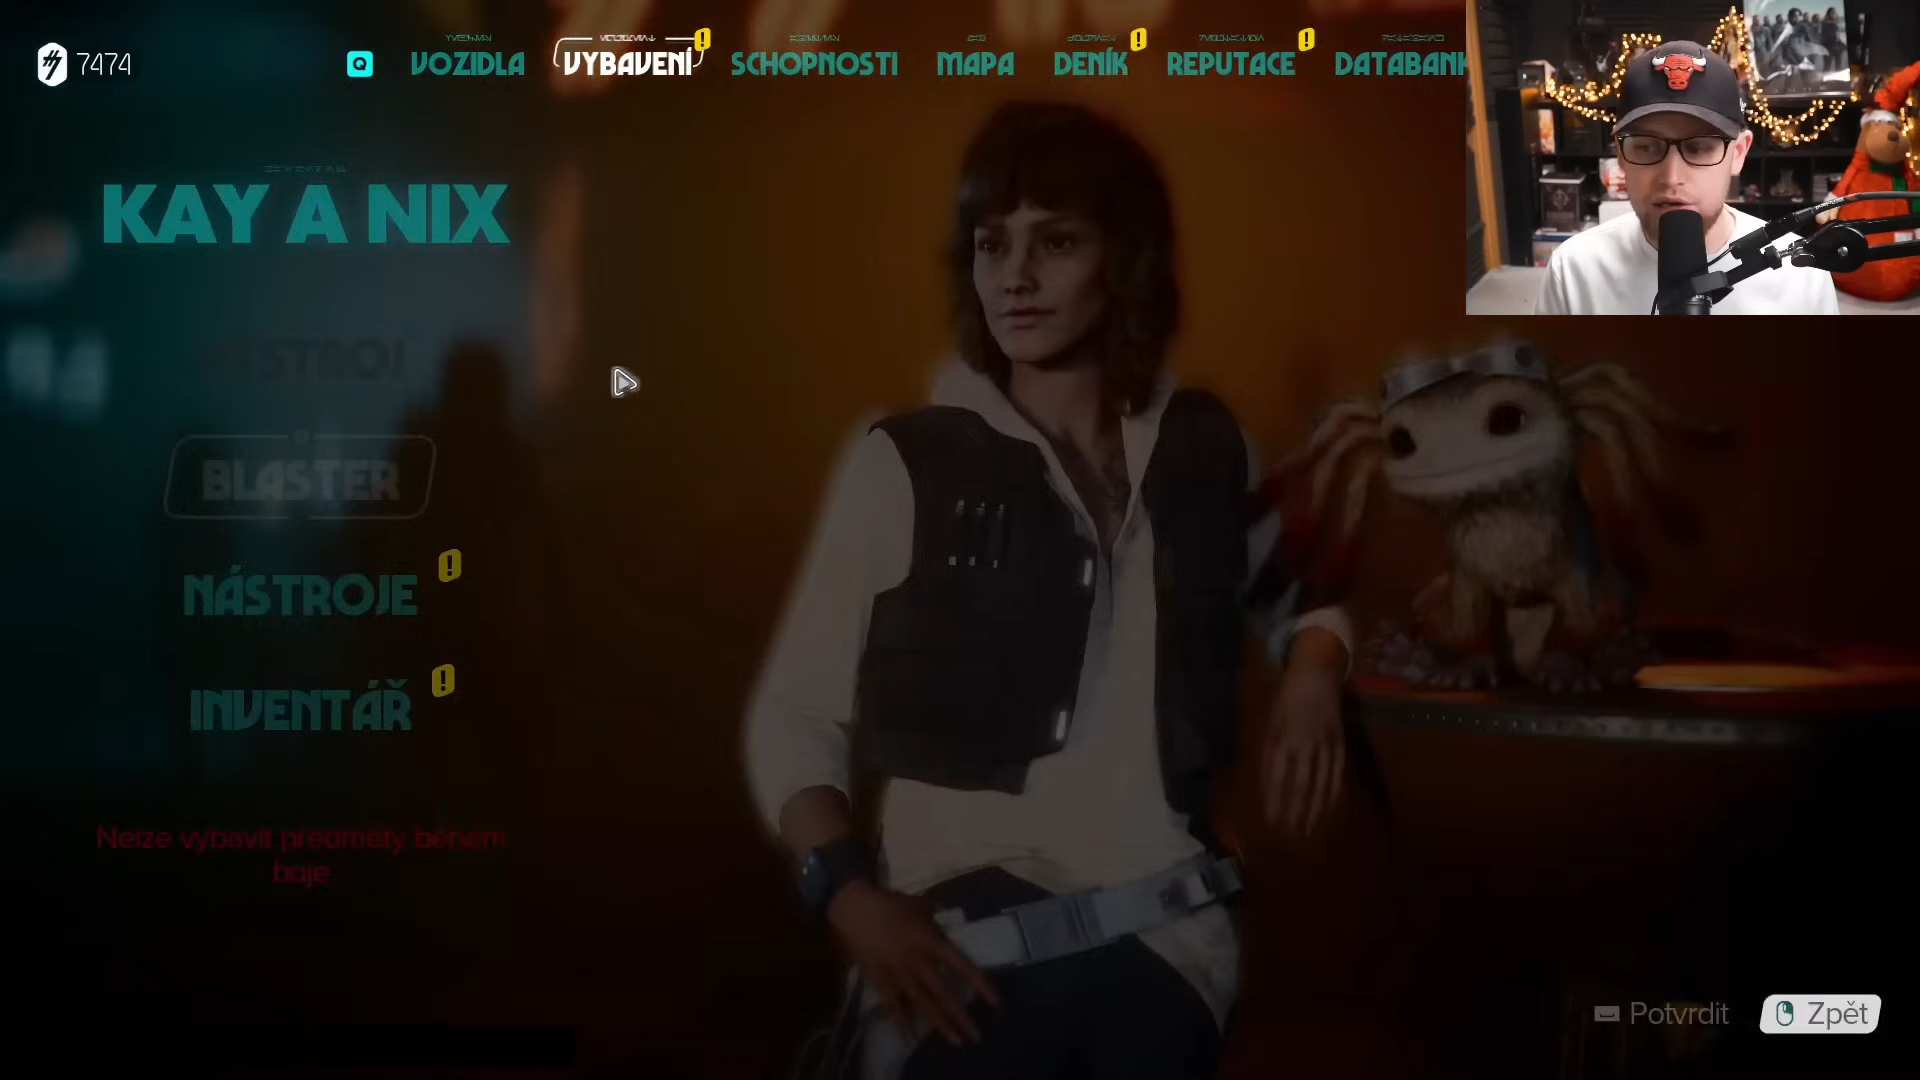 7474
Q
VOZIDLA
VYBAVENÍ
SCHOPNOSTI
MAPA
DENÍK
REPUTACE
DATABANK
KAY A NIX
BLASTER
NÁSTROJE
INVENTÁŘ
Nelze vybavit předměty během
boje
Potvrdit
Zpět